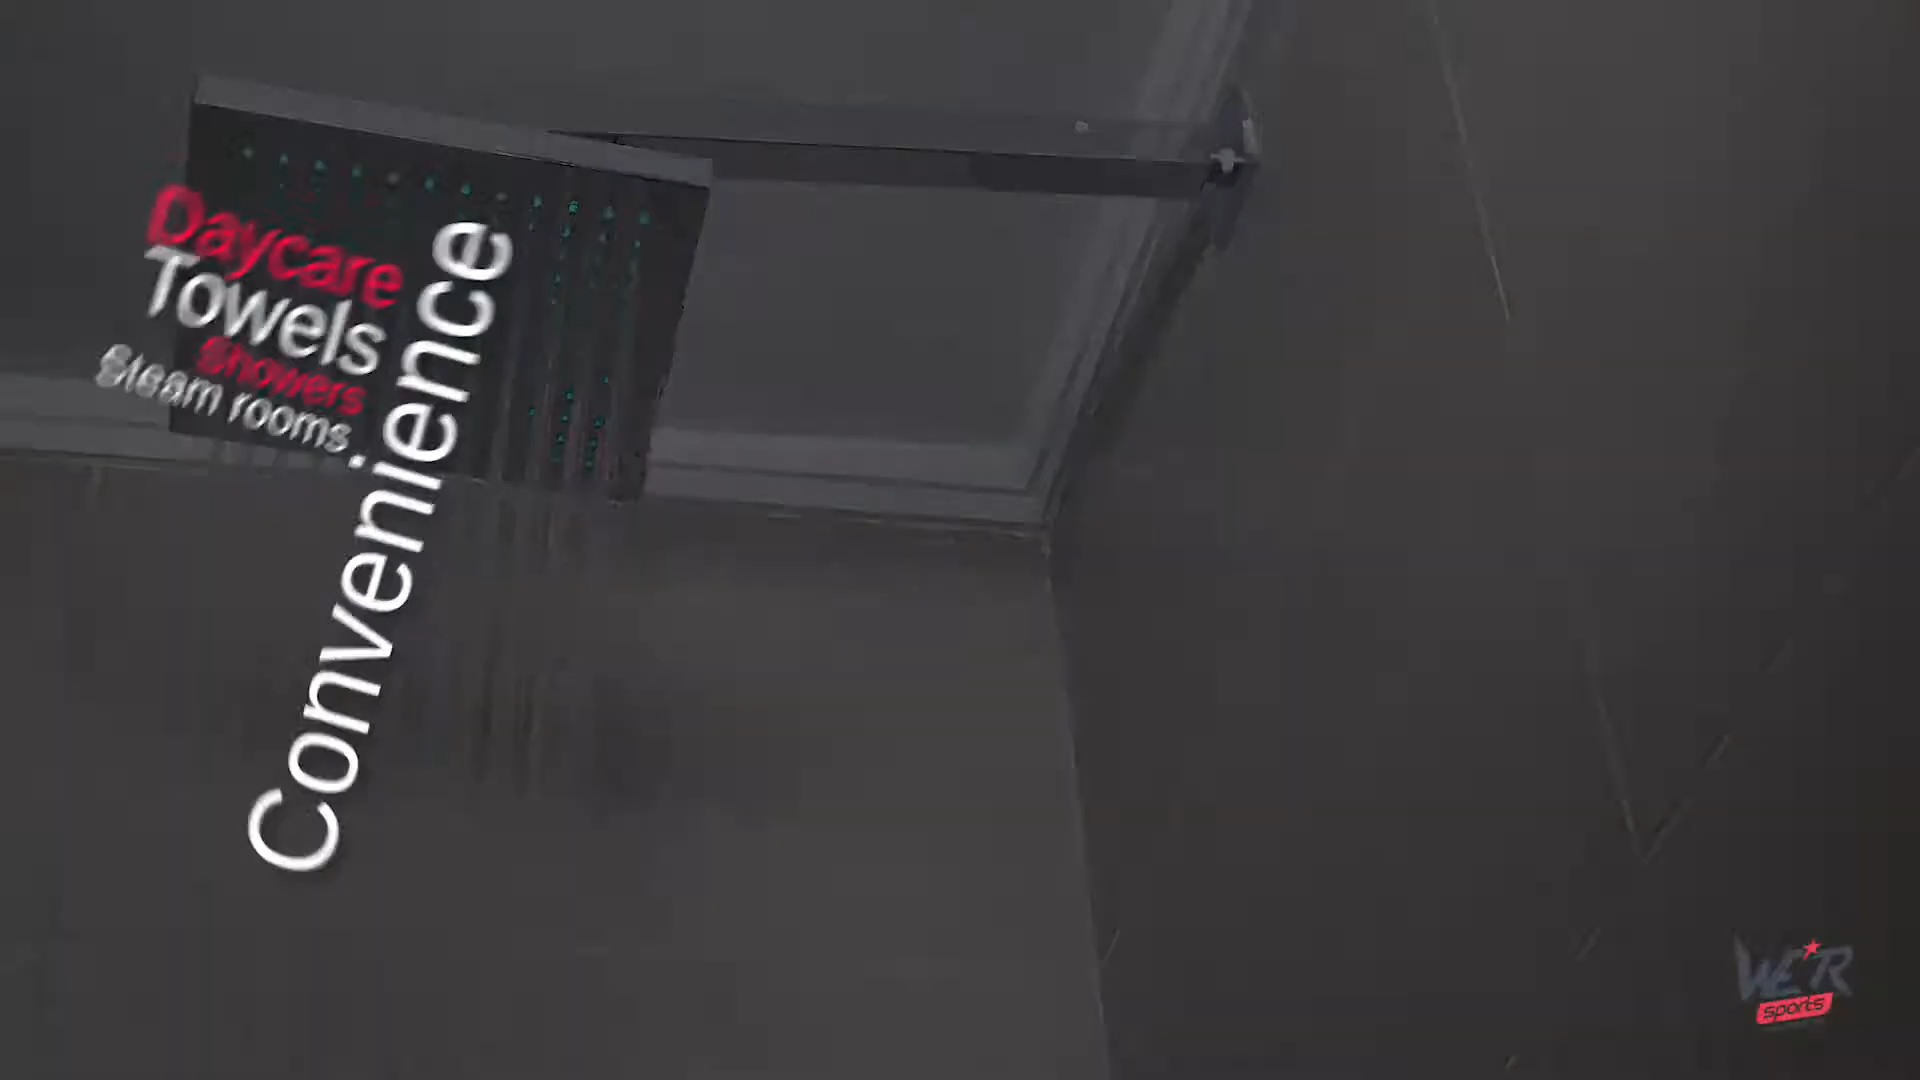 Daycare
Towels
Showers
Steam rooms
Convenience
WE'R
sports